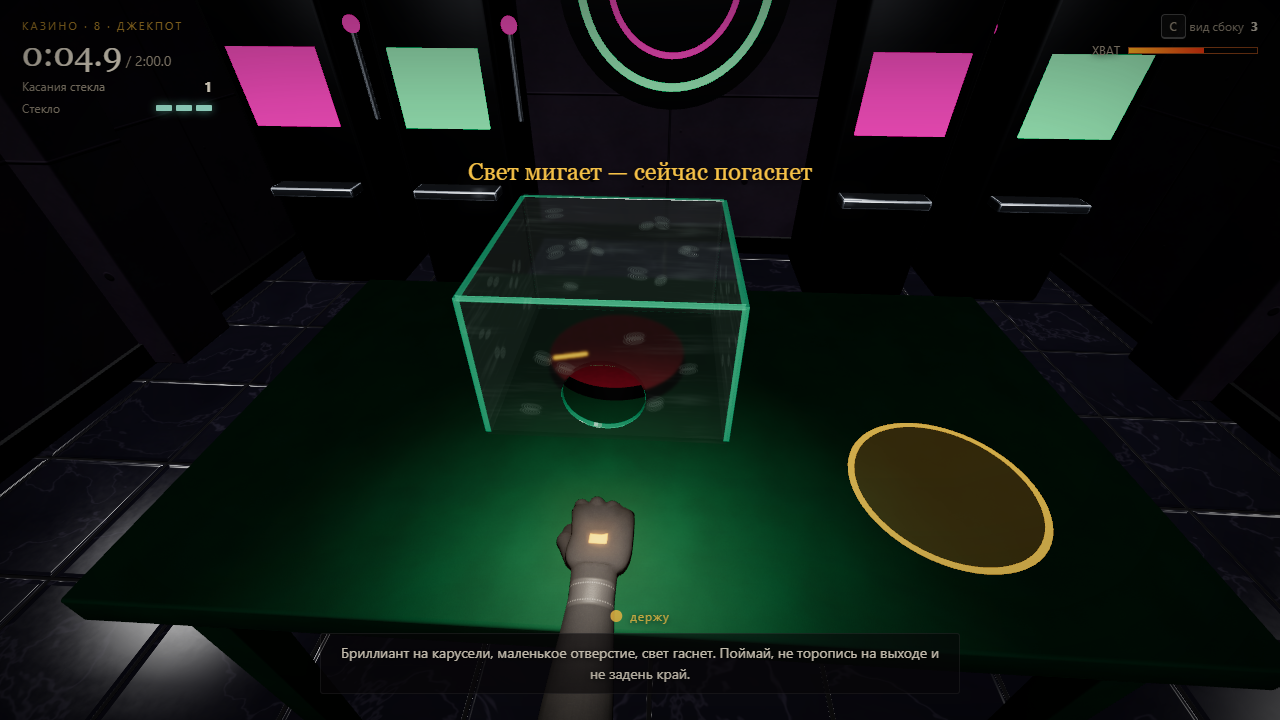 КАЗИНО · 8 · ДЖЕКПОТ
0:04.9 / 2:00.0
Касания стекла 1
Стекло
C вид сбоку 3
ХВАТ
Свет мигает — сейчас погаснет
держу
Бриллиант на карусели, маленькое отверстие, свет гаснет. Поймай, не торопись на выходе и
не задень край.